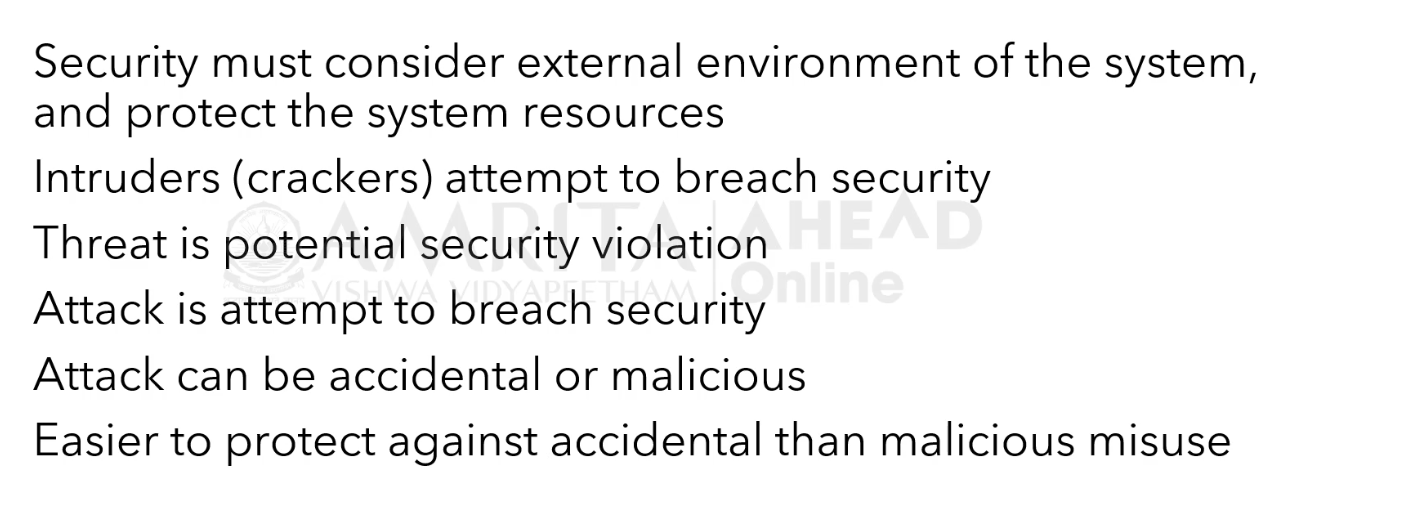 Security must consider external environment of the system,
and protect the system resources
Intruders (crackers) attempt to breach security
Threat is potential security violation
Attack is attempt to breach security
Attack can be accidental or malicious
Easier to protect against accidental than malicious misuse
AMRITA
VISHWA VIDYAPEETHAM
AHEAD
Online